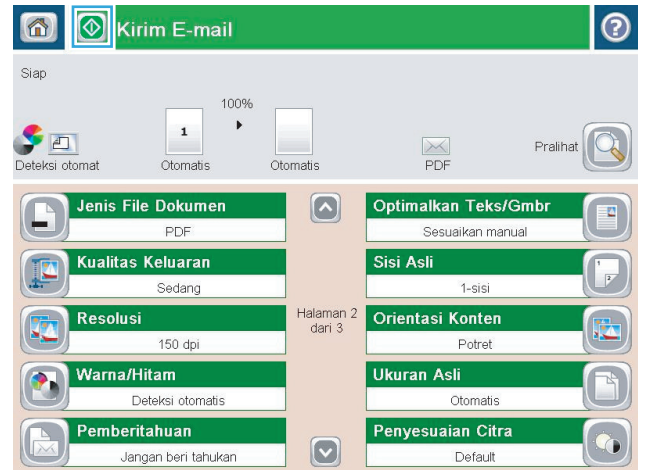 Kirim E-mail
?
Siap
100%
1
Deteksi otomat
Otomatis
Otomatis
PDF
Pralihat
Jenis File Dokumen
PDF
Kualitas Keluaran
Sedang
Resolusi
150 dpi
Warna/Hitam
Deteksi otomatis
Pemberitahuan
Jangan beri tahukan
Halaman 2
dari 3
Optimalkan Teks/Gmbr
Sesuaikan manual
Sisi Asli
1-sisi
1
2
Orientasi Konten
Potret
Ukuran Asli
Otomatis
Penyesuaian Citra
Default